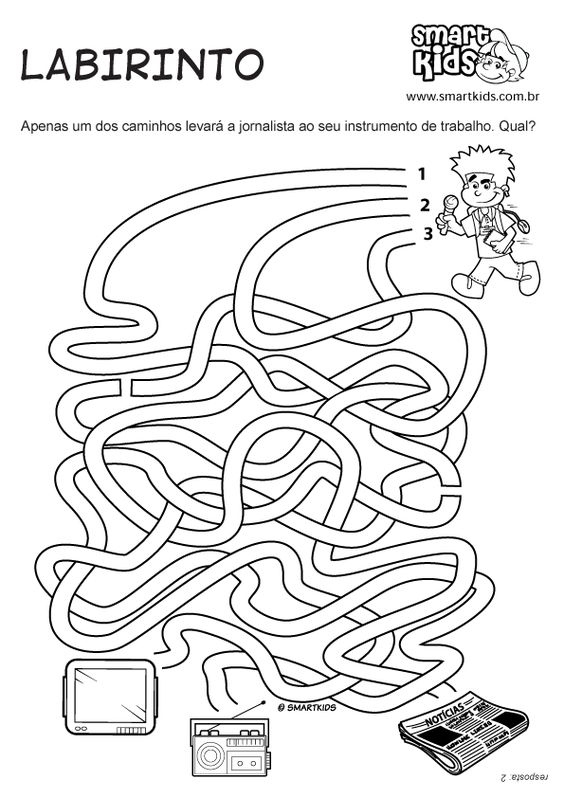 LABIRINTO
smart
kids
www.smartkids.com.br
Apenas um dos caminhos levará a jornalista ao seu instrumento de trabalho. Qual?
1
2
3
© SMARTKIDS
NOTÍCIAS
resposta: 2